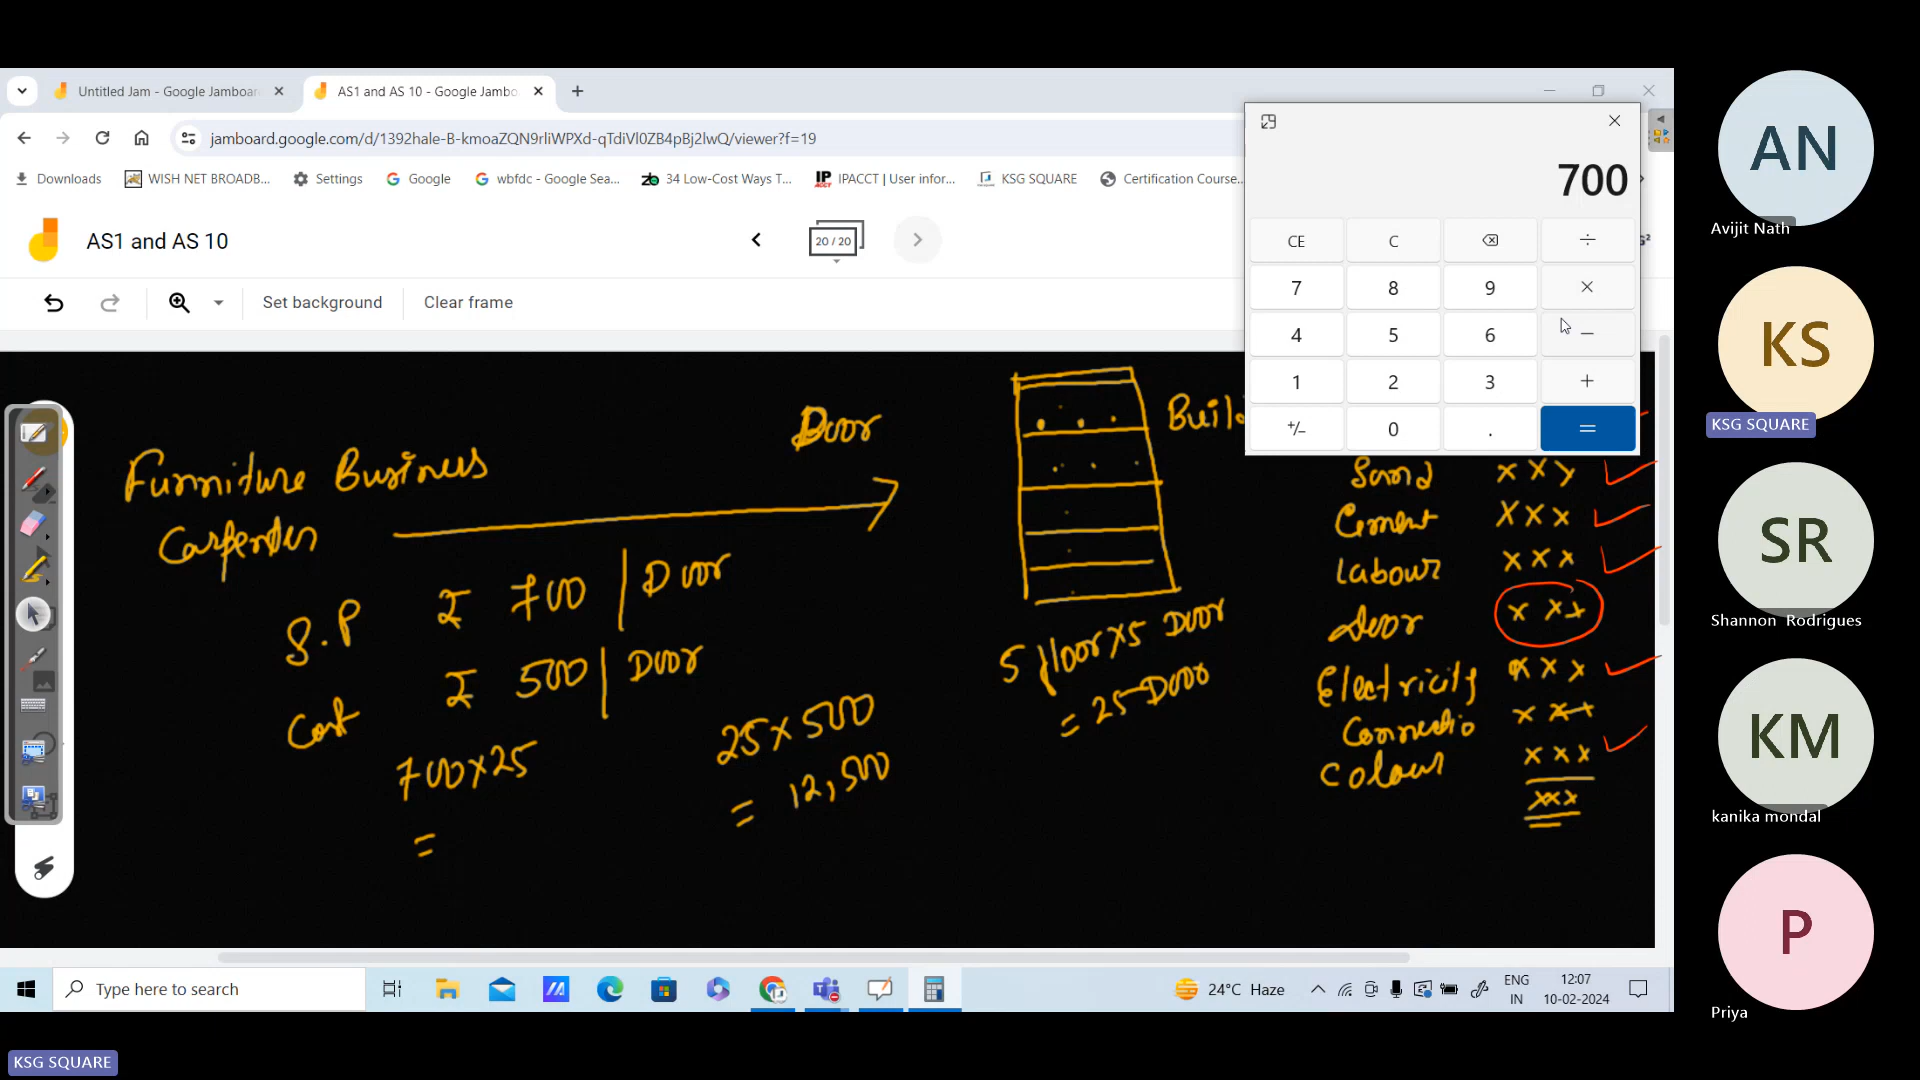 Untitled Jam - Google Jamboar
AS1 and AS 10 - Google Jambo
jamboard.google.com/d/1392hale-B-kmoaZQN9rliWPXd-qTdiVl0ZB4pBj2lwQ/viewer?f=19
Downloads WISH NET BROADB... Settings Google wbfdc - Google Sea... 34 Low-Cost Ways T... IPACCT | User infor... KSG SQUARE Certification Course...
AS1 and AS 10
20 / 20
Set background Clear frame
700
CE C ÷
7 8 9 ×
4 5 6 −
1 2 3 +
+/− 0 . =
Furniture Business
Carpenter
Door
S.P ₹ 700 | Door
Cost ₹ 500 | Door
700×25
=
25×500
= 12,500
Build
5 floor×5 Door
= 25 Door
Sand x x x
Cement x x x
Labour x x x
Door x x x
Electricity x x x
Connectio x x x
Colour x x x
xxx
Type here to search
24°C Haze
ENG
IN
12:07
10-02-2024
AN
Avijit Nath
KS
KSG SQUARE
SR
Shannon Rodrigues
KM
kanika mondal
P
Priya
KSG SQUARE